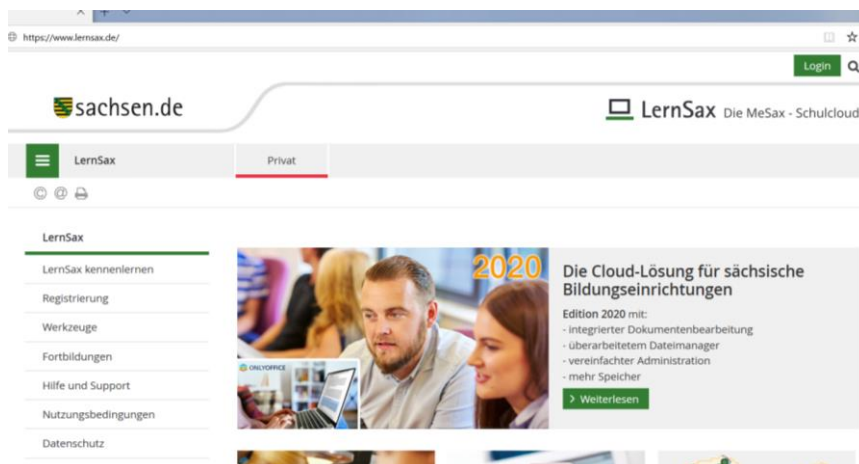 https://www.lernsax.de/
Login
sachsen.de
LernSax Die MeSax - Schulcloud
LernSax
Privat
LernSax
LernSax kennenlernen
Registrierung
Werkzeuge
Fortbildungen
Hilfe und Support
Nutzungsbedingungen
Datenschutz
2020
ONLYOFFICE
Die Cloud-Lösung für sächsische
Bildungseinrichtungen
Edition 2020 mit:
- integrierter Dokumentenbearbeitung
- überarbeitetem Dateimanager
- vereinfachter Administration
- mehr Speicher
Weiterlesen